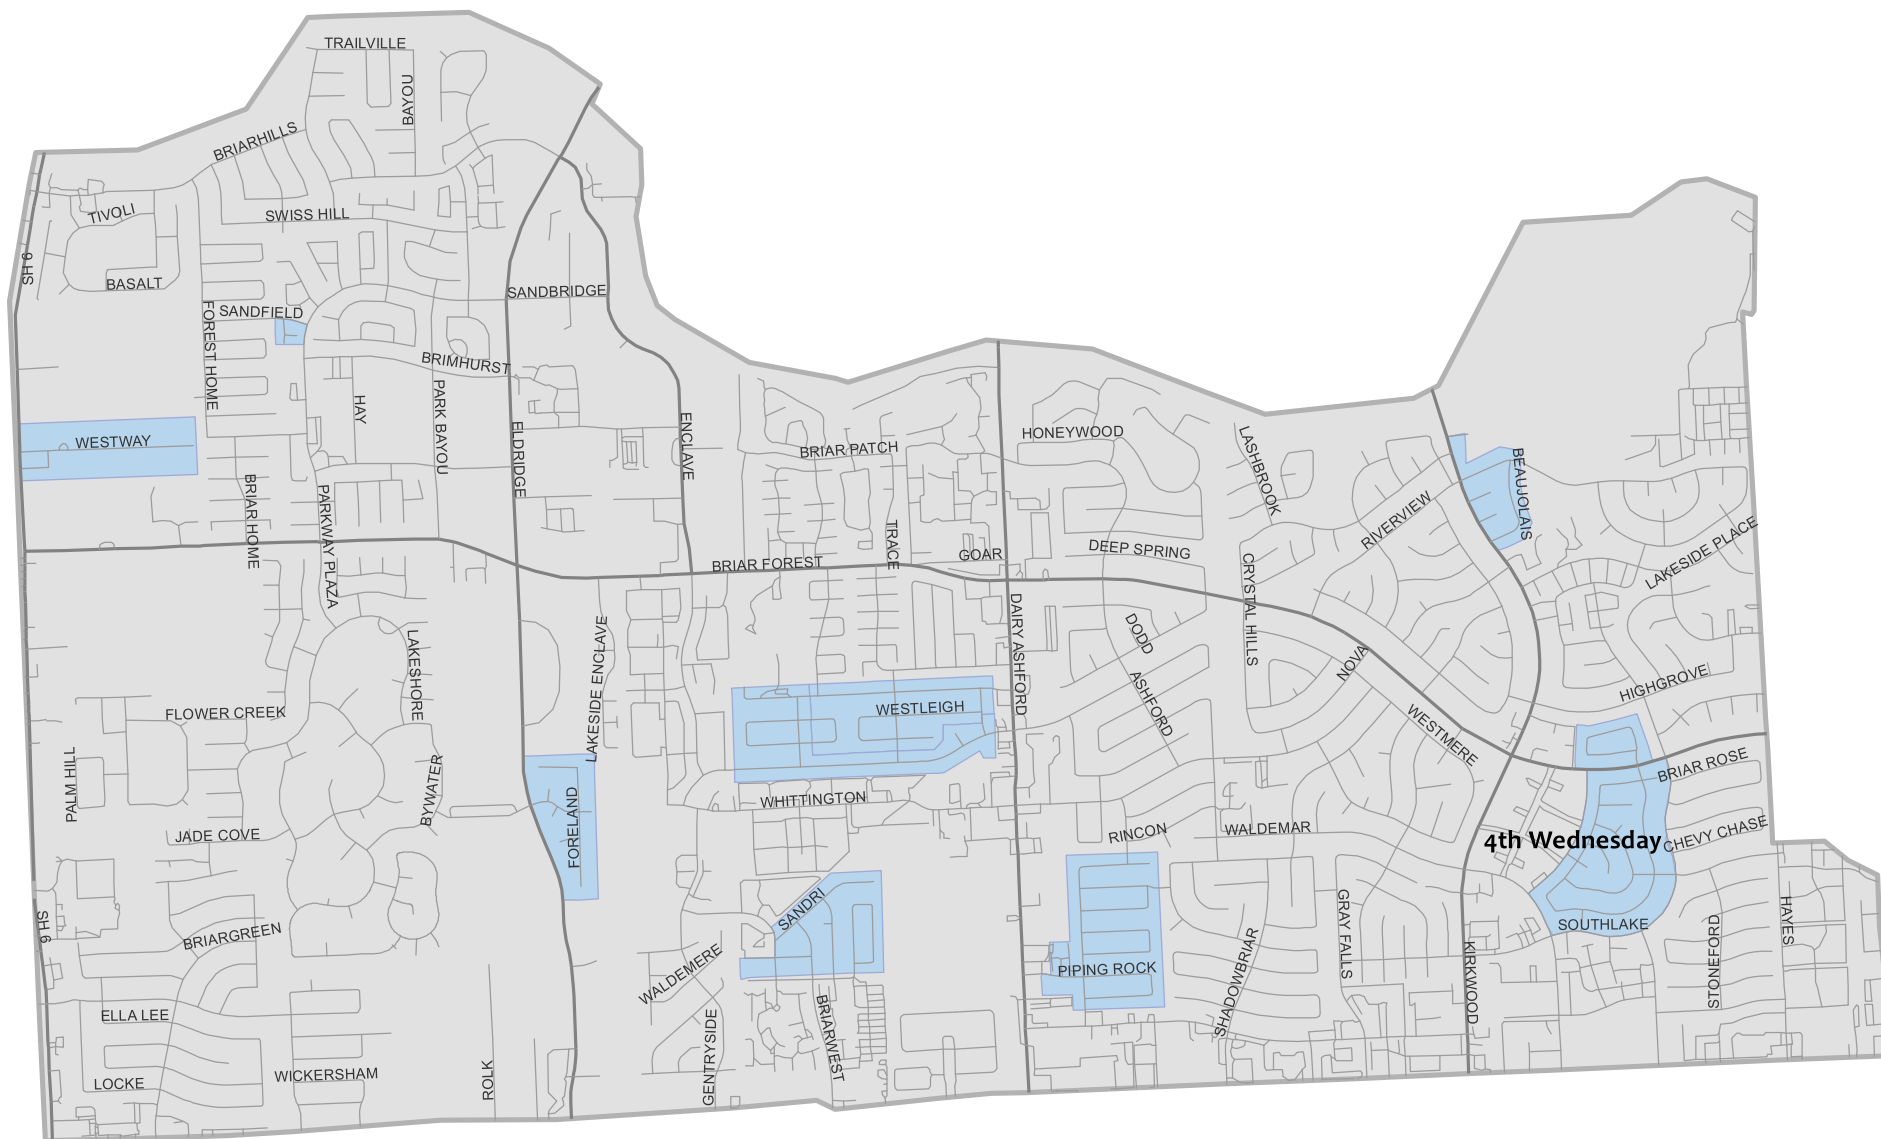 TRAILVILLE
BAYOU
BRIARHILLS
TIVOLI
SWISS HILL
SH 6
BASALT
SANDBRIDGE
SANDFIELD
FOREST HOME
BRIMHURST
HAY
PARK BAYOU
ELDRIDGE
ENCLAVE
WESTWAY
BRIAR PATCH
HONEYWOOD
LASHBROOK
BEAUJOLAIS
RIVERVIEW
BRIAR HOME
PARKWAY PLAZA
TRACE
GOAR
DEEP SPRING
LAKESIDE PLACE
BRIAR FOREST
CRYSTAL HILLS
DAIRY ASHFORD
DODD
LAKESHORE
LAKESIDE ENCLAVE
NOVA
HIGHGROVE
ASHFORD
WESTLEIGH
FLOWER CREEK
WESTMERE
PALM HILL
BYWATER
BRIAR ROSE
WHITTINGTON
FORELAND
JADE COVE
RINCON
WALDEMAR
4th Wednesday
CHEVY CHASE
SANDRI
SH 6
BRIARGREEN
GRAY FALLS
SOUTHLAKE
HAYES
STONEFORD
WALDEMERE
PIPING ROCK
SHADOWBRIAR
KIRKWOOD
ELLA LEE
BRIARWEST
GENTRYSIDE
LOCKE
WICKERSHAM
ROLK